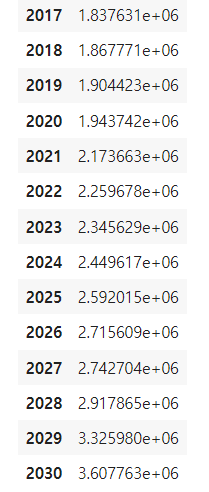 2017 1.837631e+06
2018 1.867771e+06
2019 1.904423e+06
2020 1.943742e+06
2021 2.173663e+06
2022 2.259678e+06
2023 2.345629e+06
2024 2.449617e+06
2025 2.592015e+06
2026 2.715609e+06
2027 2.742704e+06
2028 2.917865e+06
2029 3.325980e+06
2030 3.607763e+06